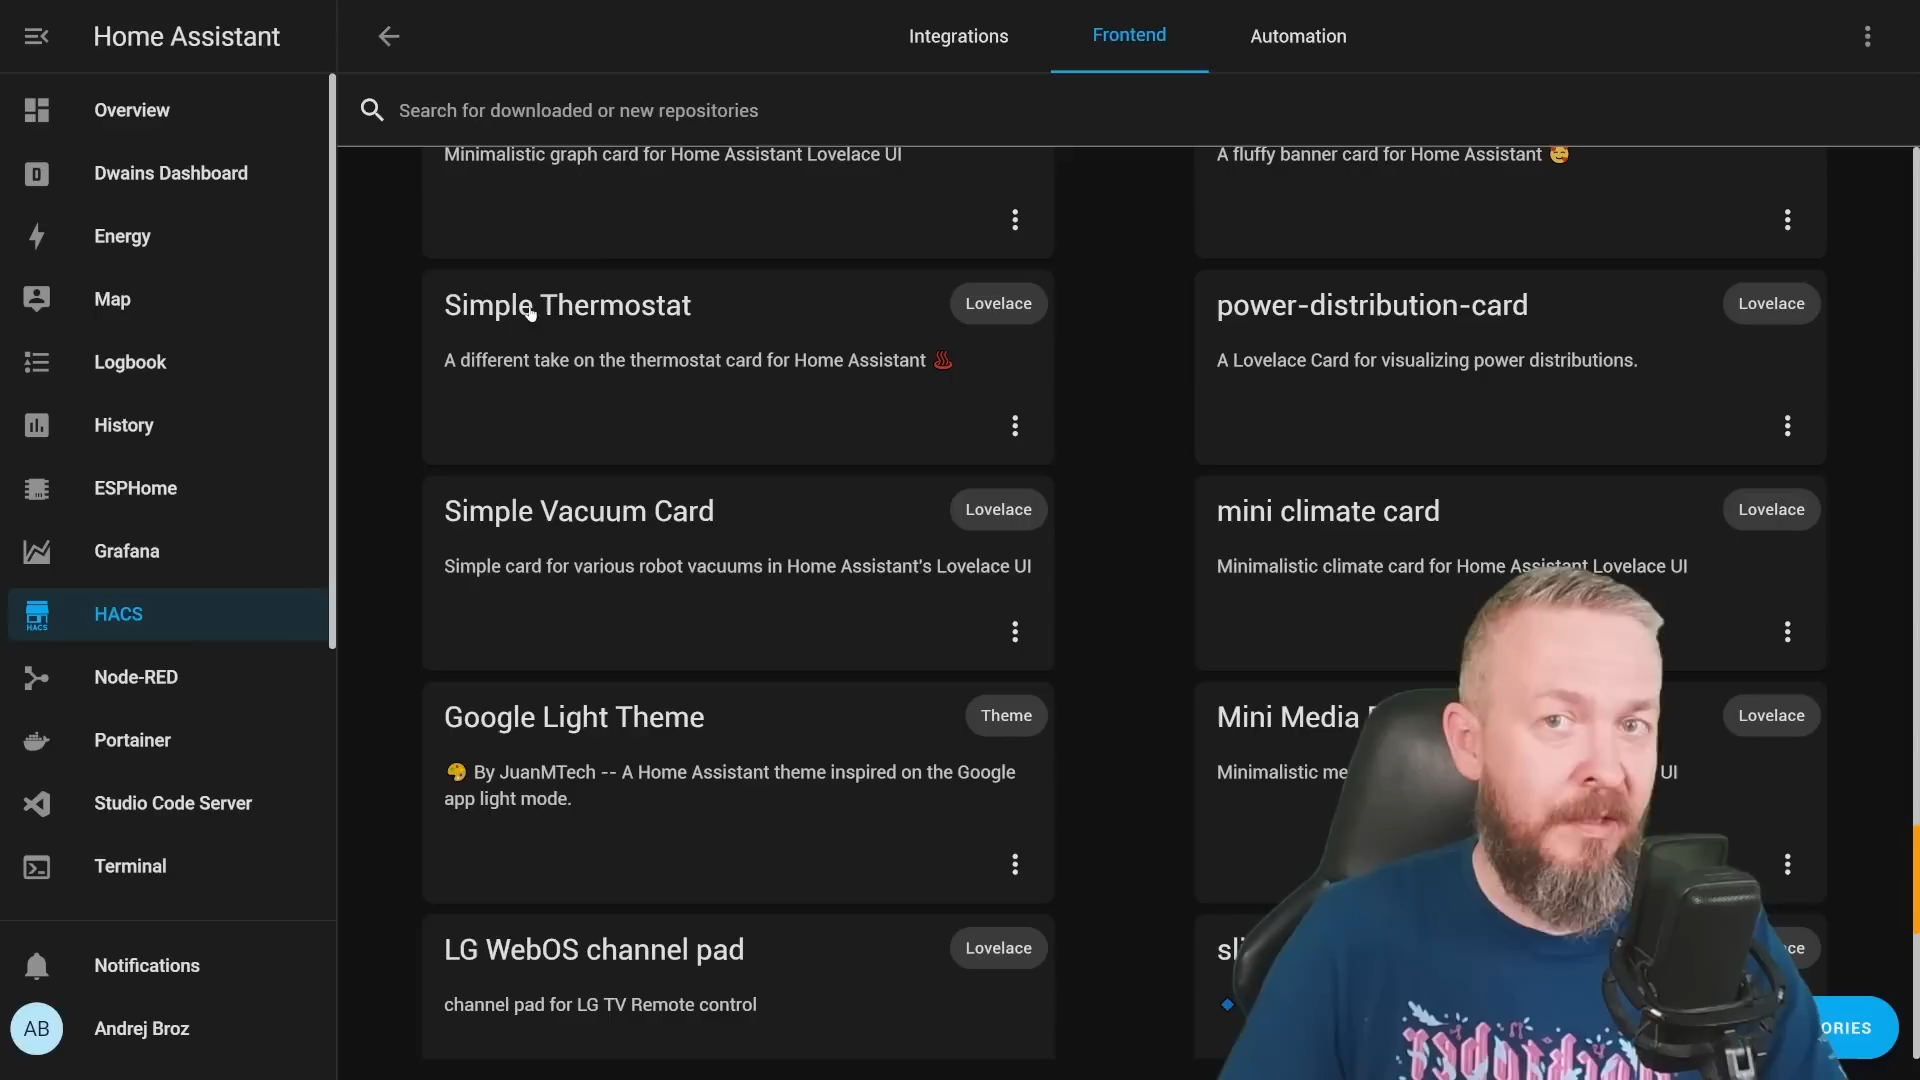 Home Assistant
Integrations
Frontend
Automation
Search for downloaded or new repositories
Overview
Dwains Dashboard
Energy
Map
Logbook
History
ESPHome
Grafana
HACS
HACS
Node-RED
Portainer
Studio Code Server
Terminal
Notifications
AB
Andrej Broz
Minimalistic graph card for Home Assistant Lovelace UI
A fluffy banner card for Home Assistant 🥰
Simple Thermostat
Lovelace
A different take on the thermostat card for Home Assistant ♨️
power-distribution-card
Lovelace
A Lovelace Card for visualizing power distributions.
Simple Vacuum Card
Lovelace
Simple card for various robot vacuums in Home Assistant's Lovelace UI
mini climate card
Lovelace
Minimalistic climate card for Home Assistant Lovelace UI
Google Light Theme
Theme
🎨 By JuanMTech -- A Home Assistant theme inspired on the Google
app light mode.
Mini Media
Lovelace
Minimalistic me
UI
LG WebOS channel pad
Lovelace
channel pad for LG TV Remote control
sli
ce
ORIES